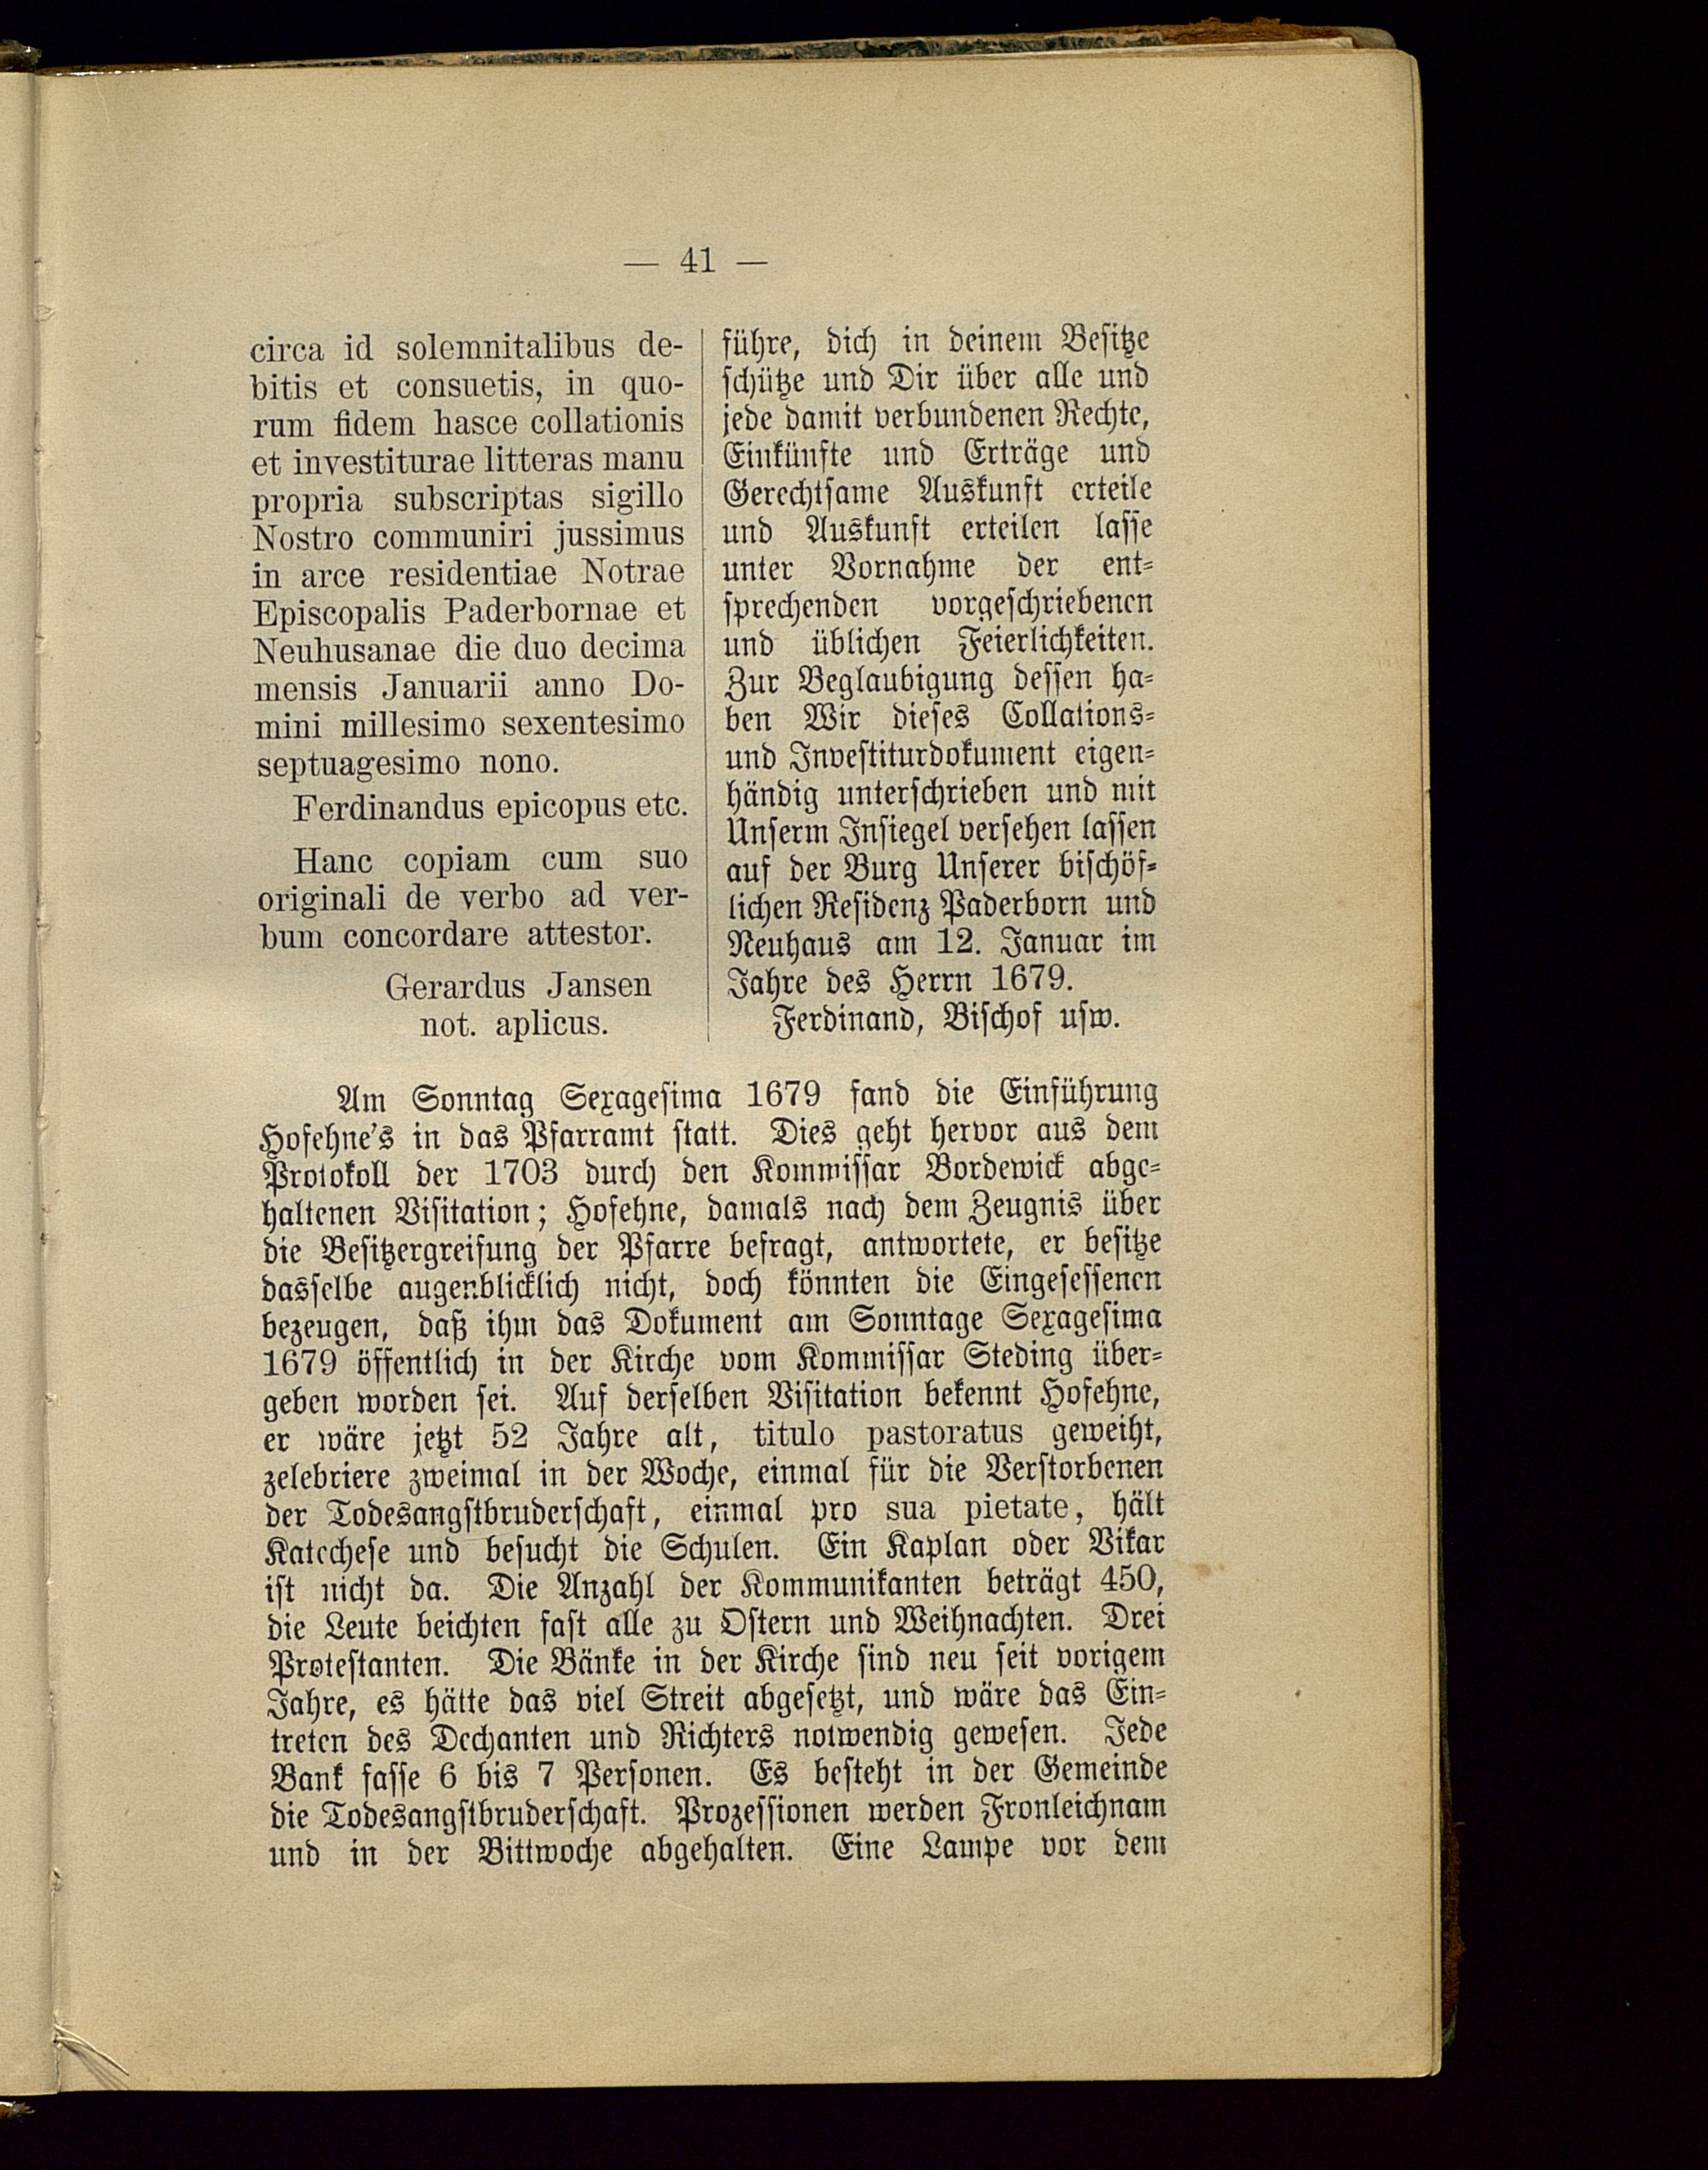 — 41 —
circa id solemnitalibus de-
bitis et consuetis, in quo-
rum fidem hasce collationis
et investiturae litteras manu
propria subscriptas sigillo
Nostro communiri jussimus
in arce residentiae Notrae
Episcopalis Paderbornae et
Neuhusanae die duo decima
mensis Januarii anno Do-
mini millesimo sexentesimo
septuagesimo nono.
Ferdinandus epicopus etc.
Hanc copiam cum suo
originali de verbo ad ver-
bum concordare attestor.
Gerardus Jansen
not. aplicus.
führe, dich in deinem Besitze
schütze und Dir über alle und
jede damit verbundenen Rechte,
Einkünfte und Erträge und
Gerechtsame Auskunft erteile
und Auskunft erteilen lasse
unter Vornahme der ent-
sprechenden vorgeschriebenen
und üblichen Feierlichkeiten.
Zur Beglaubigung dessen ha-
ben Wir dieses Collations-
und Investiturdokument eigen-
händig unterschrieben und mit
Unserm Insiegel versehen lassen
auf der Burg Unserer bischöf-
lichen Residenz Paderborn und
Neuhaus am 12. Januar im
Jahre des Herrn 1679.
Ferdinand, Bischof usw.
Am Sonntag Sexagesima 1679 fand die Einführung
Hofehne's in das Pfarramt statt. Dies geht hervor aus dem
Protokoll der 1703 durch den Kommissar Bordewick abge-
haltenen Visitation; Hofehne, damals nach dem Zeugnis über
die Besitzergreifung der Pfarre befragt, antwortete, er besitze
dasselbe augenblicklich nicht, doch könnten die Eingesessenen
bezeugen, daß ihm das Dokument am Sonntage Sexagesima
1679 öffentlich in der Kirche vom Kommissar Steding über-
geben worden sei. Auf derselben Visitation bekennt Hofehne,
er wäre jetzt 52 Jahre alt, titulo pastoratus geweiht,
zelebriere zweimal in der Woche, einmal für die Verstorbenen
der Todesangstbruderschaft, einmal pro sua pietate, hält
Katechese und besucht die Schulen. Ein Kaplan oder Vikar
ist nicht da. Die Anzahl der Kommunikanten beträgt 450,
die Leute beichten fast alle zu Ostern und Weihnachten. Drei
Protestanten. Die Bänke in der Kirche sind neu seit vorigem
Jahre, es hätte das viel Streit abgesetzt, und wäre das Ein-
treten des Dechanten und Richters notwendig gewesen. Jede
Bank fasse 6 bis 7 Personen. Es besteht in der Gemeinde
die Todesangstbruderschaft. Prozessionen werden Fronleichnam
und in der Bittwoche abgehalten. Eine Lampe vor dem